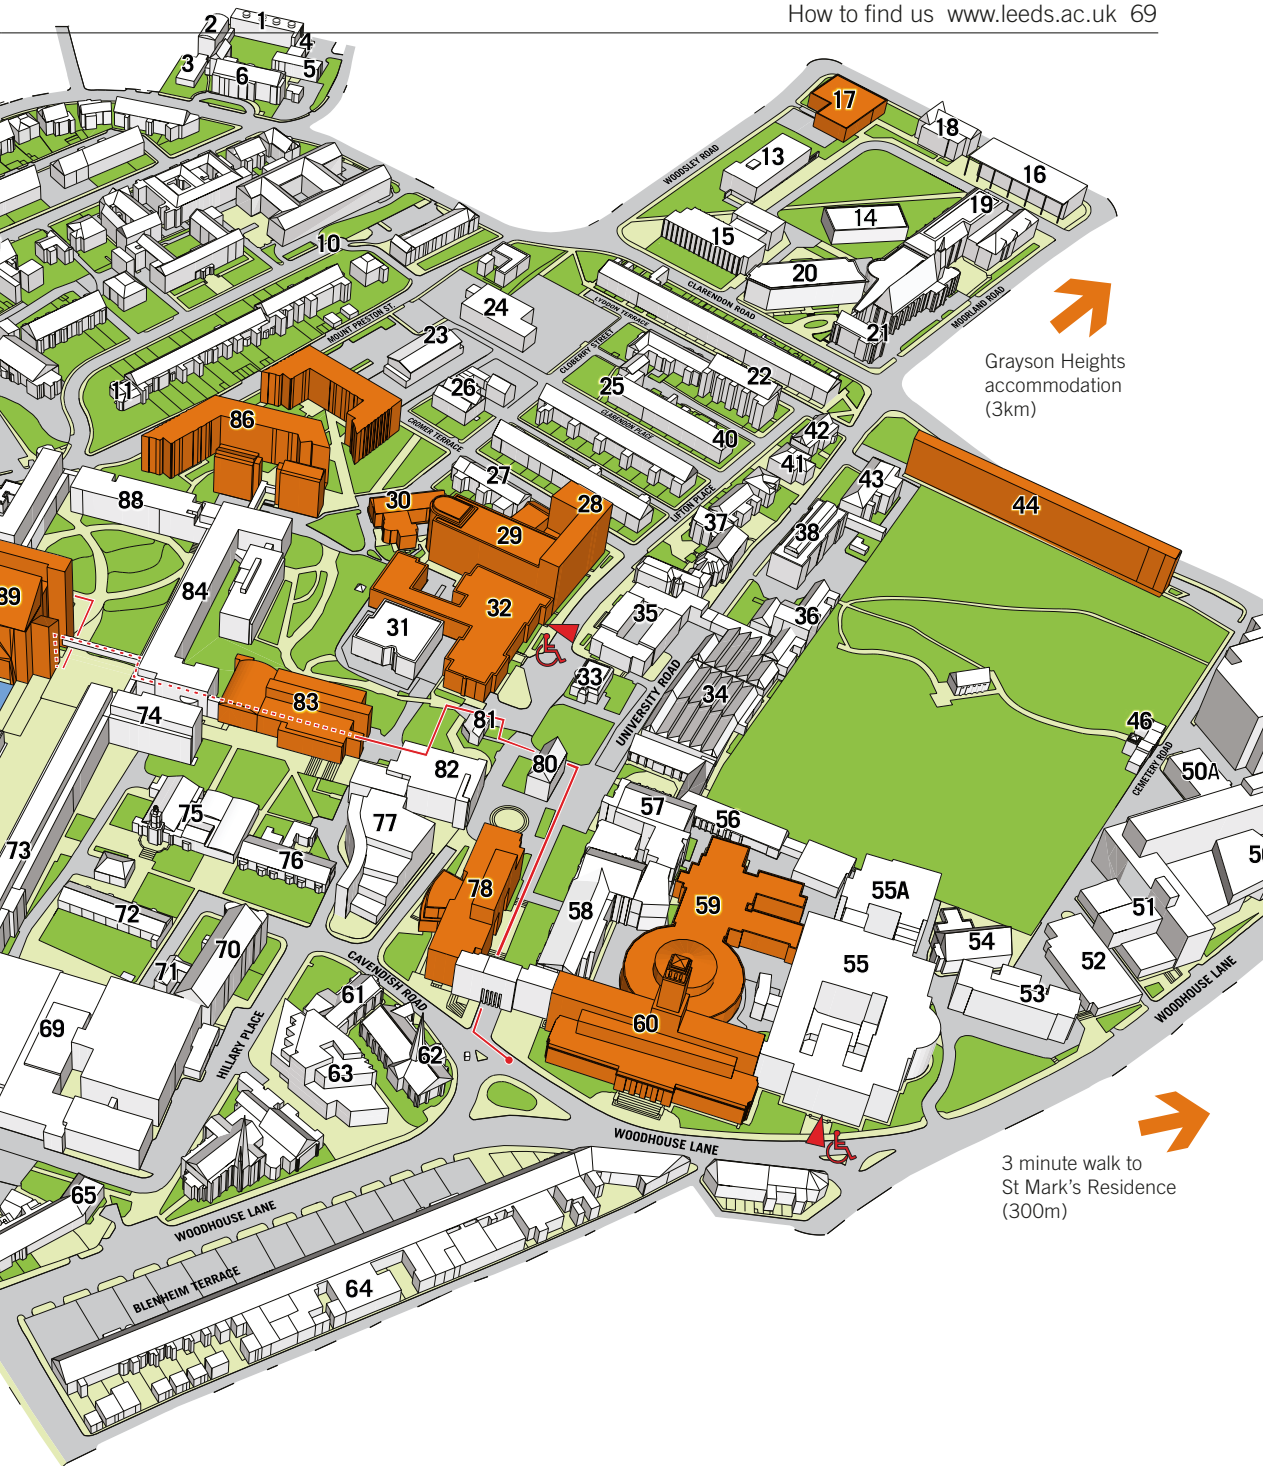 How to find us www.leeds.ac.uk 69
1
2
4
3
5
6
17
18
WOODSLEY ROAD
13
16
19
14
15
10
20
CLARENDON ROAD
LYDDON TERRACE
MOORLAND ROAD
MOUNT PRESTON ST
24
23
CLOBERRY STREET
21
Grayson Heights
accommodation
(3km)
11
26
25
22
CLARENDON PLACE
86
CROMER TERRACE
40
42
41
27
43
88
30
28
LIFTON PLACE
44
29
37
38
89
84
32
31
35
36
33
UNIVERSITY ROAD
34
83
74
81
46
CEMETERY ROAD
80
82
50A
75
77
57
56
73
76
78
59
55A
72
58
51
70
54
55
52
71
CAVENDISH ROAD
61
53
WOODHOUSE LANE
69
60
HILLARY PLACE
62
63
WOODHOUSE LANE
3 minute walk to
St Mark's Residence
(300m)
65
WOODHOUSE LANE
BLENHEIM TERRACE
64